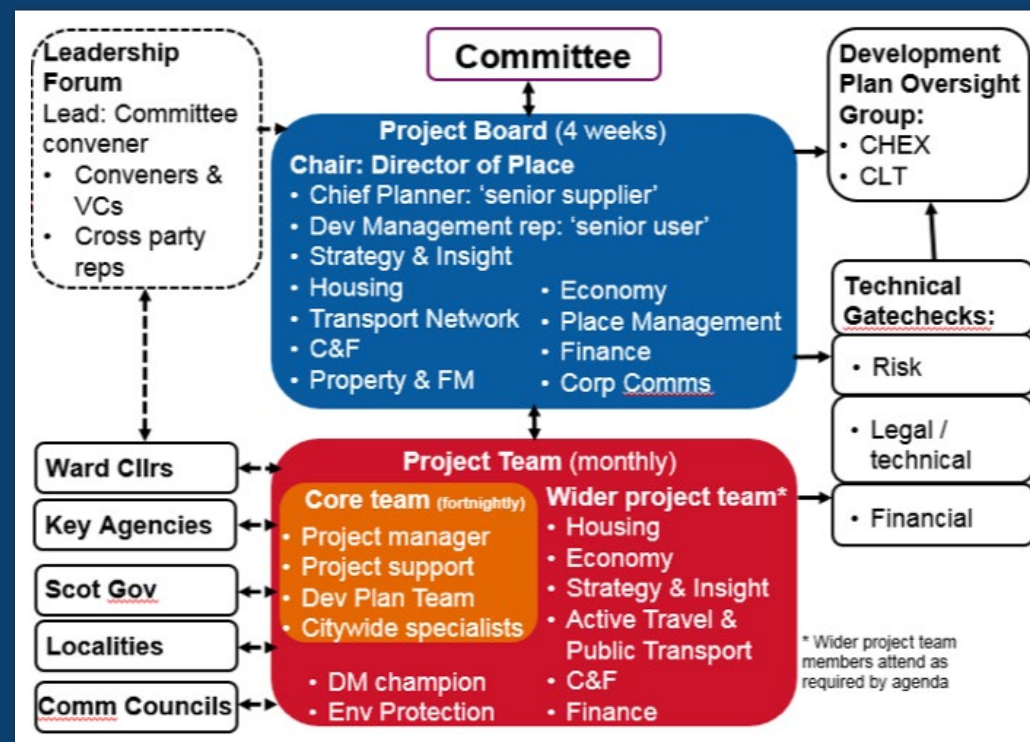 Leadership
Forum
Lead: Committee
convener
• Conveners &
VCs
• Cross party
reps
Committee
Development
Plan Oversight
Group:
• CHEX
• CLT
Project Board (4 weeks)
Chair: Director of Place
• Chief Planner: ‘senior supplier’
• Dev Management rep: ‘senior user’
• Strategy & Insight
• Housing
• Transport Network
• C&F
• Property & FM
• Economy
• Place Management
• Finance
• Corp Comms
Technical
Gatechecks:
• Risk
• Legal /
technical
• Financial
Ward Cllrs
Key Agencies
Scot Gov
Localities
Comm Councils
Project Team (monthly)
Core team (fortnightly)
• Project manager
• Project support
• Dev Plan Team
• Citywide specialists
• DM champion
• Env Protection
Wider project team*
• Housing
• Economy
• Strategy & Insight
• Active Travel &
Public Transport
• C&F
• Finance
* Wider project team
members attend as
required by agenda